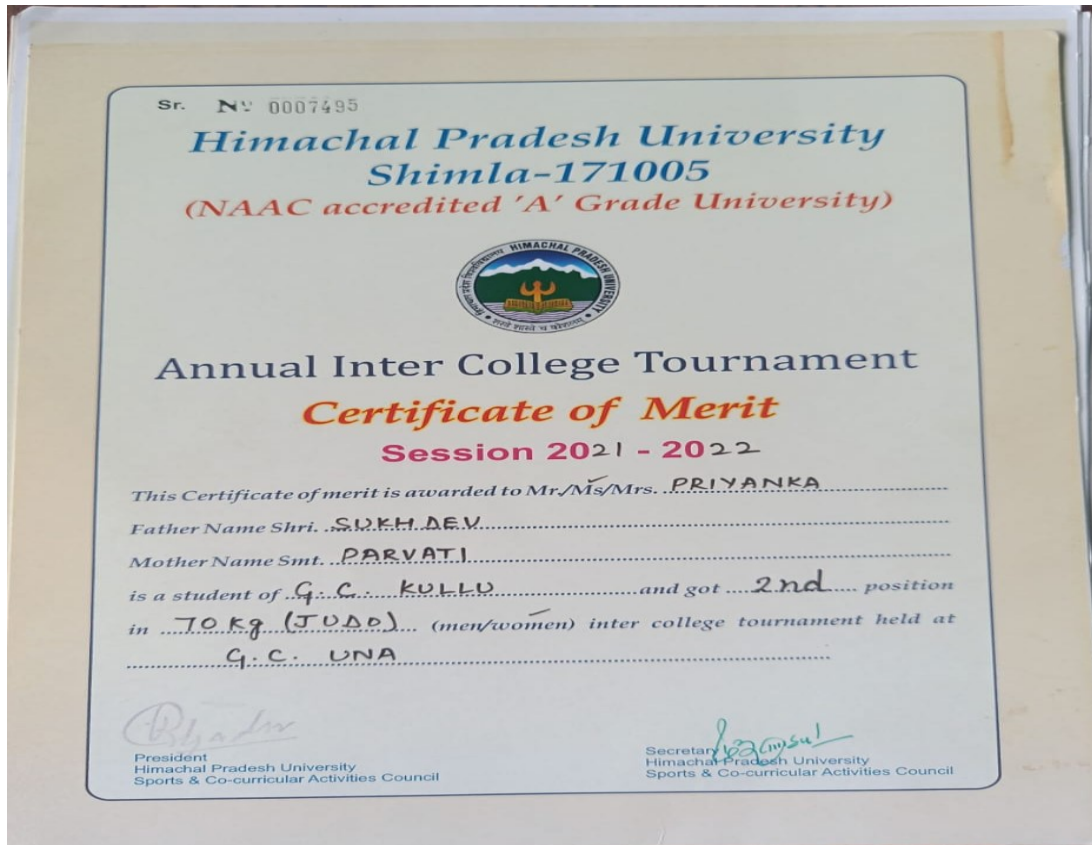 Sr. No 0007495
Himachal Pradesh University
Shimla-171005
(NAAC accredited 'A' Grade University)
HIMACHAL PRADESH UNIVERSITY
Annual Inter College Tournament
Certificate of Merit
Session 2021 - 2022
This Certificate of merit is awarded to Mr./Ms/Mrs. PRIYANKA
Father Name Shri. SUKH DEV
Mother Name Smt. PARVATI
is a student of G.C. KULLU and got 2nd position
in 70 Kg (JUDO) (men/women) inter college tournament held at
G.C. UNA
President
Himachal Pradesh University
Sports & Co-curricular Activities Council
Secretary
Himachal Pradesh University
Sports & Co-curricular Activities Council